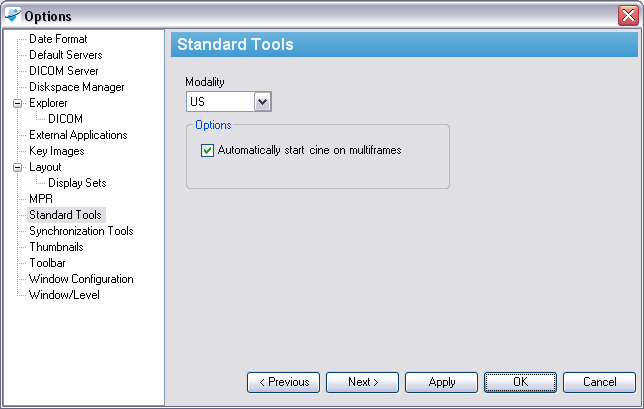 Options
Date Format
Default Servers
DICOM Server
Diskspace Manager
Explorer
DICOM
External Applications
Key Images
Layout
Display Sets
MPR
Standard Tools
Synchronization Tools
Thumbnails
Toolbar
Window Configuration
Window/Level
Standard Tools
Modality
US
Options
Automatically start cine on multiframes
< Previous
Next >
Apply
OK
Cancel